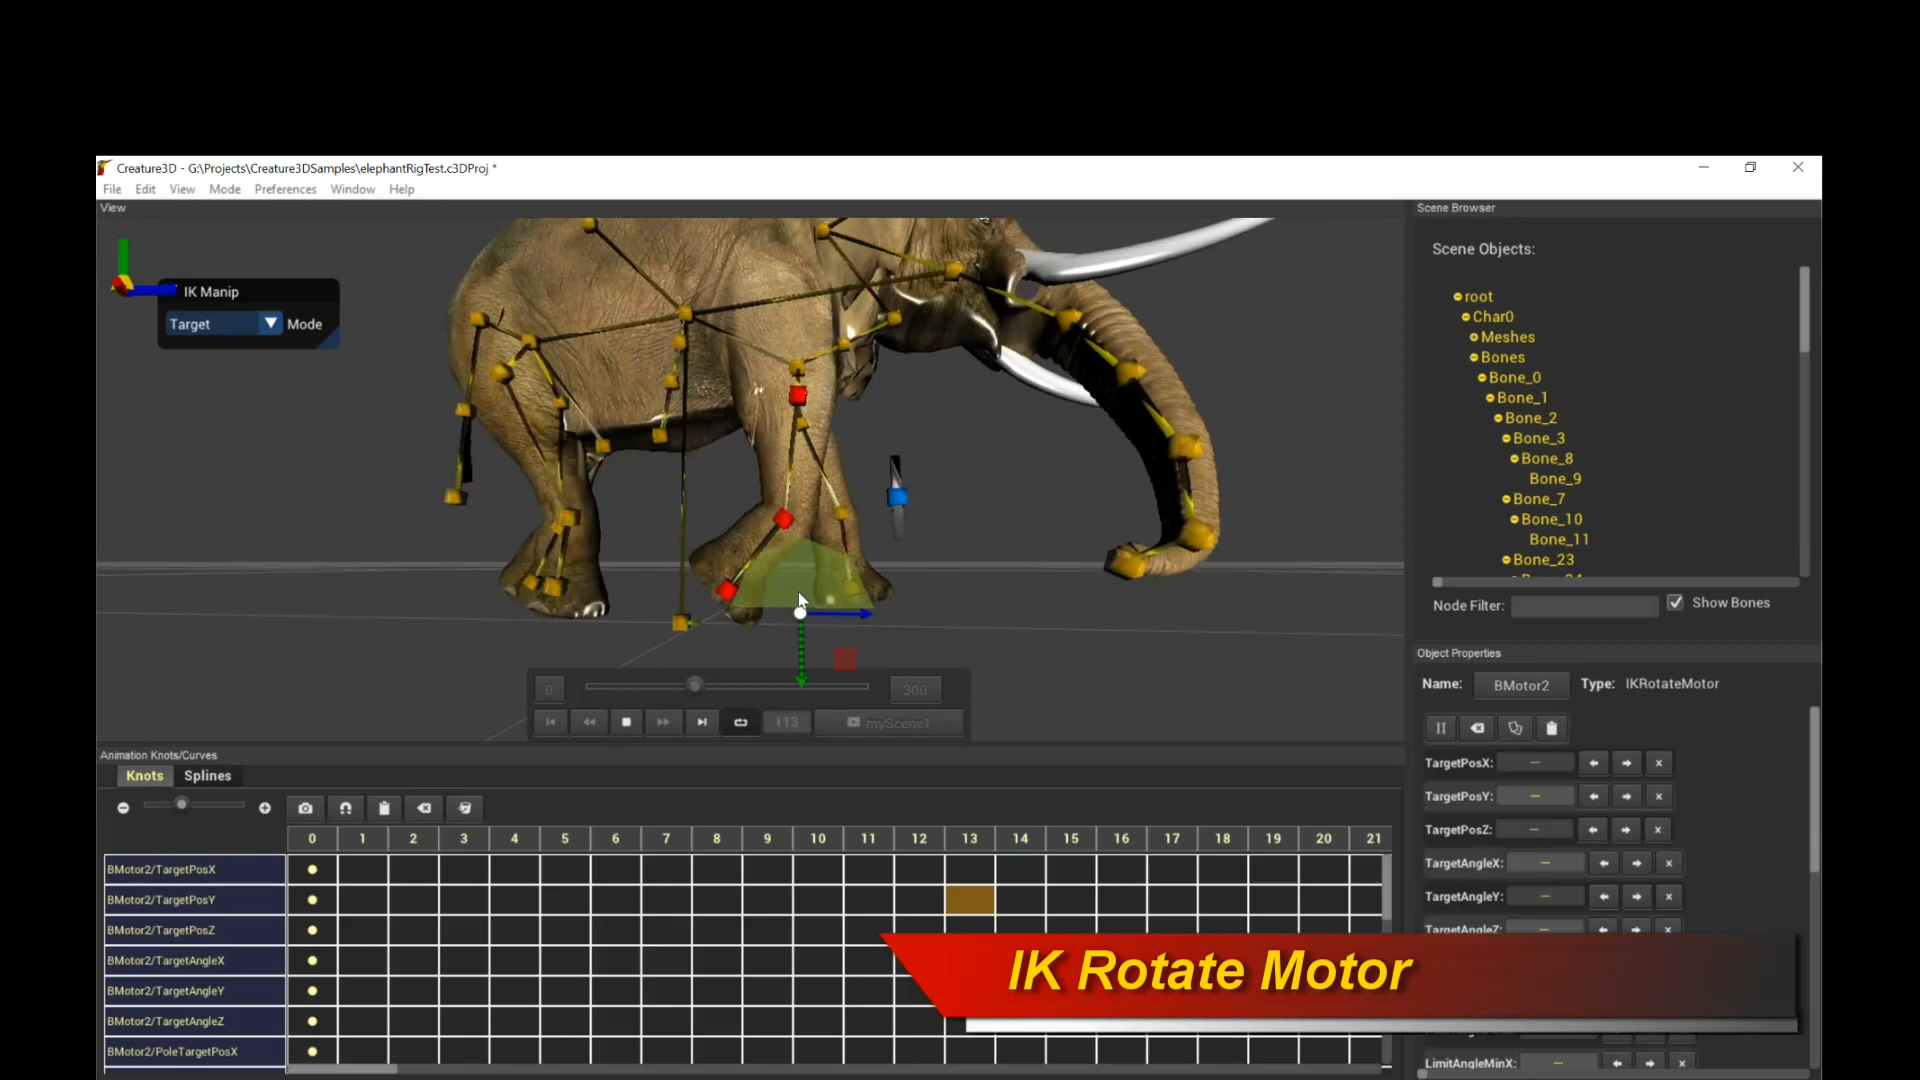 Creature3D - G:\Projects\Creature3DSamples\elephantRigTest.c3DProj *
File Edit View Mode Preferences Window Help
View
IK Manip
Target Mode
0 300
113 myScene1
Scene Browser
Scene Objects:
root
Char0
Meshes
Bones
Bone_0
Bone_1
Bone_2
Bone_3
Bone_8
Bone_9
Bone_7
Bone_10
Bone_11
Bone_23
Node Filter: Show Bones
Object Properties
Name: BMotor2 Type: IKRotateMotor
TargetPosX:
TargetPosY:
TargetPosZ:
TargetAngleX:
TargetAngleY:
TargetAngleZ:
LimitAngleMinX:
Animation Knots/Curves
Knots Splines
0 1 2 3 4 5 6 7 8 9 10 11 12 13 14 15 16 17 18 19 20 21
BMotor2/TargetPosX
BMotor2/TargetPosY
BMotor2/TargetPosZ
BMotor2/TargetAngleX
BMotor2/TargetAngleY
BMotor2/TargetAngleZ
BMotor2/PoleTargetPosX
IK Rotate Motor